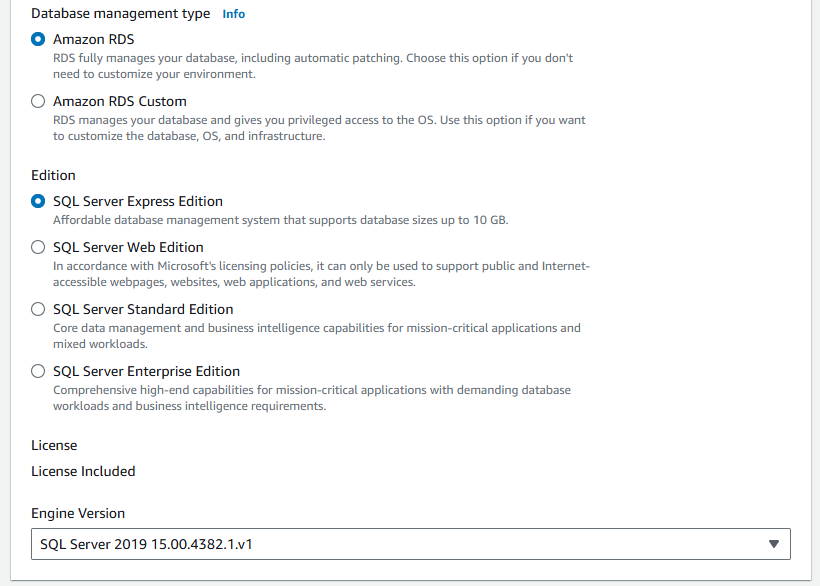 Database management type Info
Amazon RDS
RDS fully manages your database, including automatic patching. Choose this option if you don't
need to customize your environment.
Amazon RDS Custom
RDS manages your database and gives you privileged access to the OS. Use this option if you want
to customize the database, OS, and infrastructure.
Edition
SQL Server Express Edition
Affordable database management system that supports database sizes up to 10 GB.
SQL Server Web Edition
In accordance with Microsoft's licensing policies, it can only be used to support public and Internet-
accessible webpages, websites, web applications, and web services.
SQL Server Standard Edition
Core data management and business intelligence capabilities for mission-critical applications and
mixed workloads.
SQL Server Enterprise Edition
Comprehensive high-end capabilities for mission-critical applications with demanding database
workloads and business intelligence requirements.
License
License Included
Engine Version
SQL Server 2019 15.00.4382.1.v1